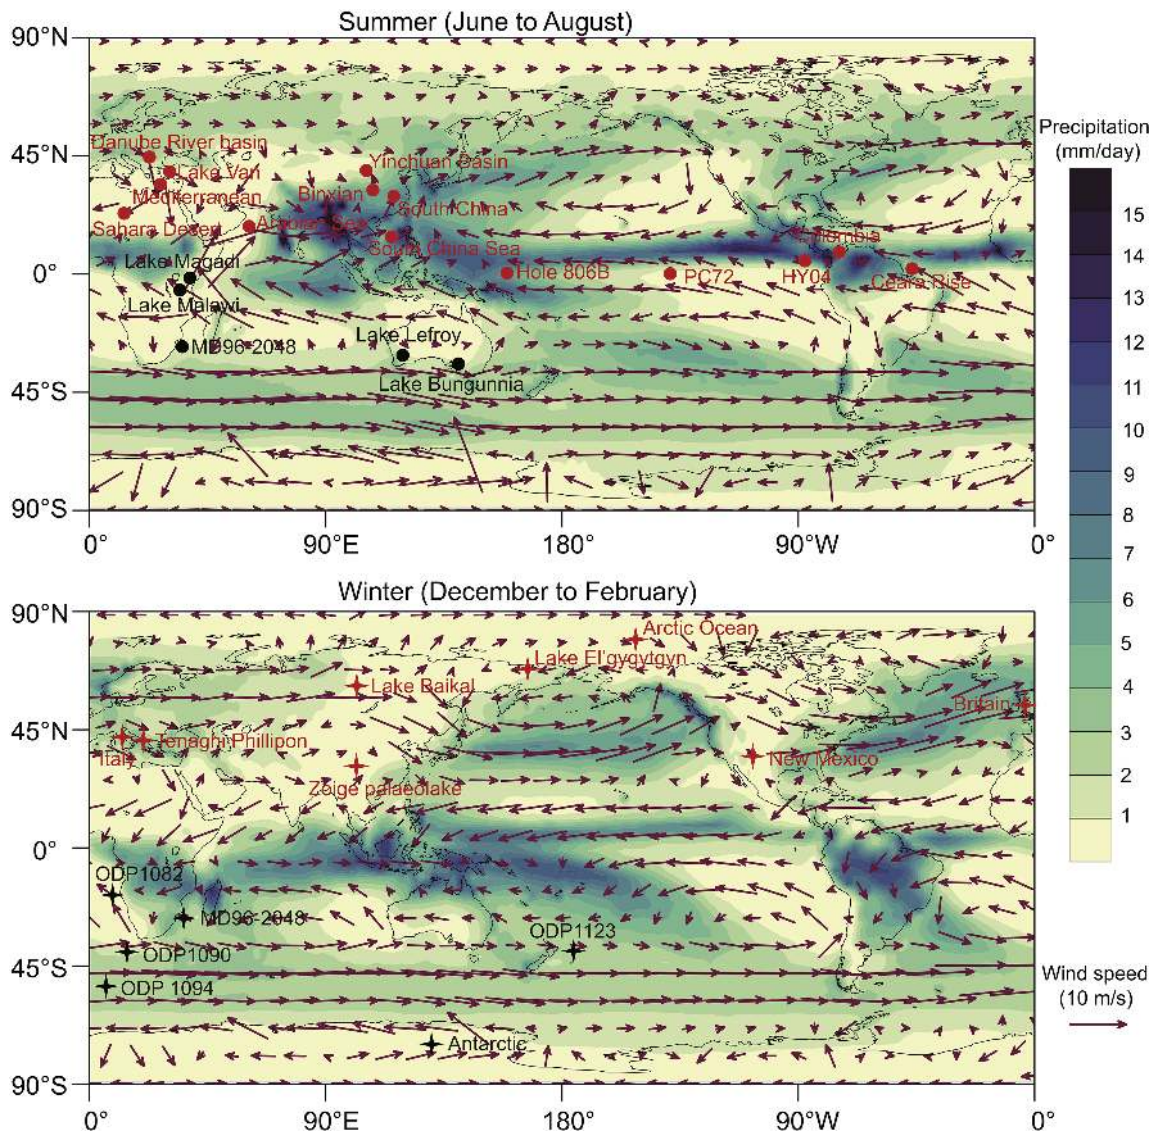 Summer (June to August)
90°N
45°N
0°
45°S
90°S
Danube River basin
Lake Van
Mediterranean
Sahara Desert
Arabian Sea
Yinchuan Basin
Binxian
South China
South China Sea
Hole 806B
PC72
HY04
Colombia
Ceara Rise
Lake Magadi
Lake Malawi
MD96-2048
Lake Lefroy
Lake Bungunnia
0°
90°E
180°
90°W
0°
Precipitation
(mm/day)
15
14
13
12
11
10
9
8
7
6
5
4
3
2
1
Wind speed
(10 m/s)
Winter (December to February)
90°N
45°N
0°
45°S
90°S
Arctic Ocean
Lake El'gygytgyn
Lake Baikal
Britain
Italy
Tenaghi Phillipon
New Mexico
Zoige palaeolake
ODP1082
MD96-2048
ODP1123
ODP1090
ODP 1094
Antarctic
0°
90°E
180°
90°W
0°